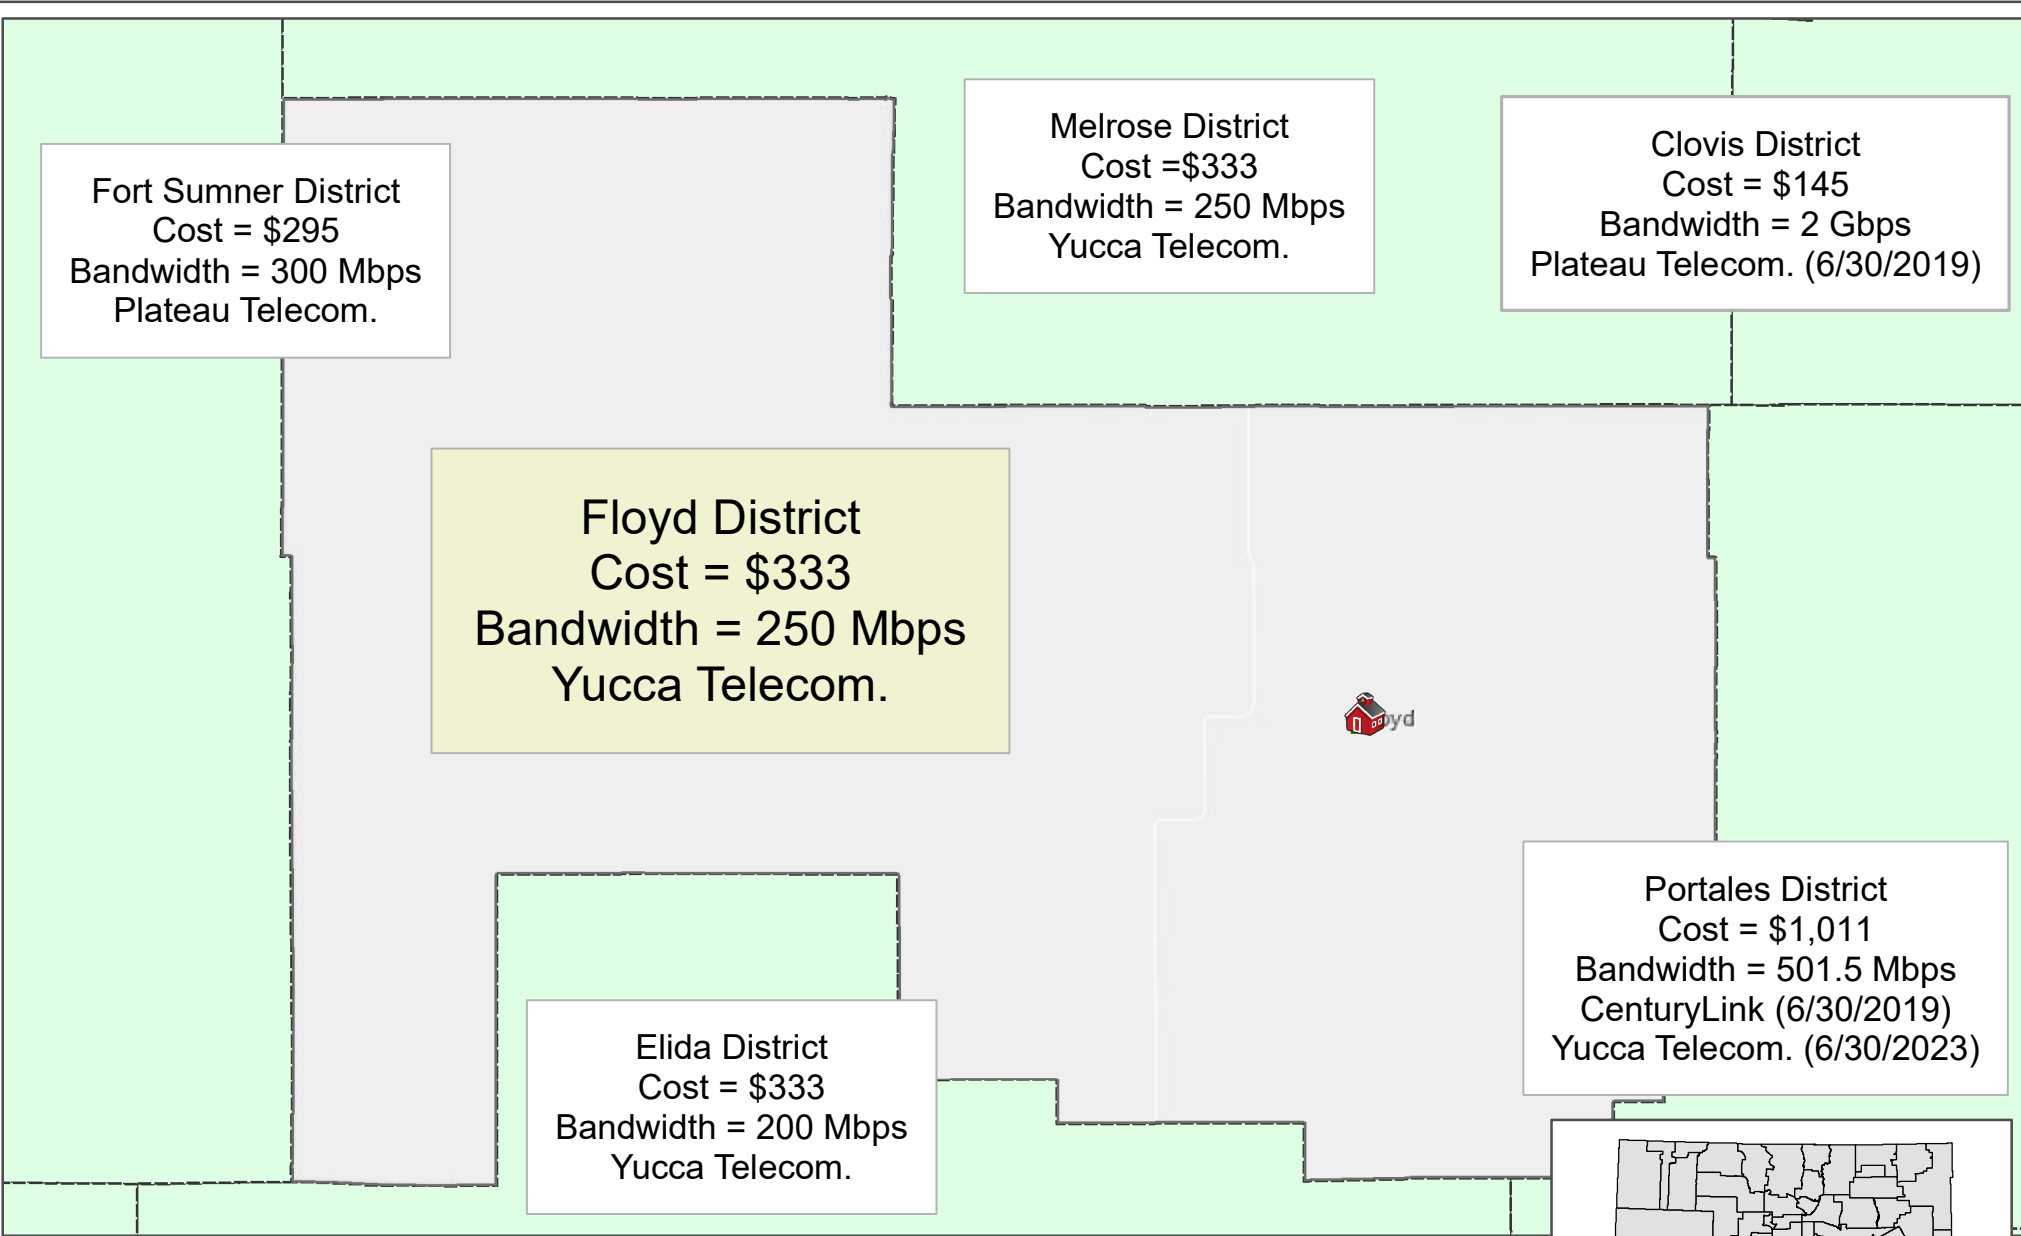 Fort Sumner District
Cost = $295
Bandwidth = 300 Mbps
Plateau Telecom.
Melrose District
Cost =$333
Bandwidth = 250 Mbps
Yucca Telecom.
Clovis District
Cost = $145
Bandwidth = 2 Gbps
Plateau Telecom. (6/30/2019)
Floyd District
Cost = $333
Bandwidth = 250 Mbps
Yucca Telecom.
Elida District
Cost = $333
Bandwidth = 200 Mbps
Yucca Telecom.
Portales District
Cost = $1,011
Bandwidth = 501.5 Mbps
CenturyLink (6/30/2019)
Yucca Telecom. (6/30/2023)